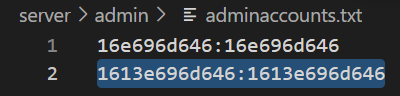 server > admin > adminaccounts.txt
1 16e696d646:16e696d646
2 1613e696d646:1613e696d646